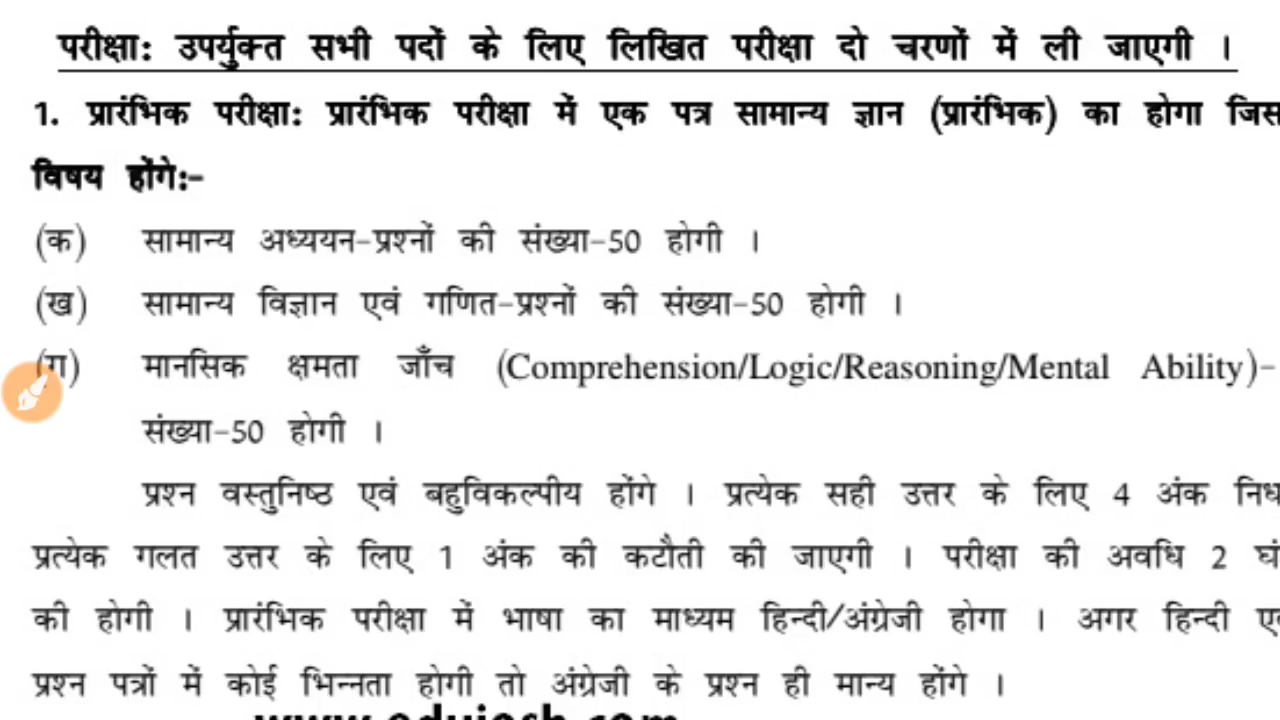 परीक्षा: उपर्युक्त सभी पदों के लिए लिखित परीक्षा दो चरणों में ली जाएगी ।
1. प्रारंभिक परीक्षा: प्रारंभिक परीक्षा में एक पत्र सामान्य ज्ञान (प्रारंभिक) का होगा जिस
विषय होंगे:-
(क) सामान्य अध्ययन-प्रश्नों की संख्या-50 होगी ।
(ख) सामान्य विज्ञान एवं गणित-प्रश्नों की संख्या-50 होगी ।
(ग) मानसिक क्षमता जाँच (Comprehension/Logic/Reasoning/Mental Ability)-
संख्या-50 होगी ।
प्रश्न वस्तुनिष्ठ एवं बहुविकल्पीय होंगे । प्रत्येक सही उत्तर के लिए 4 अंक
प्रत्येक गलत उत्तर के लिए 1 अंक की कटौती की जाएगी । परीक्षा की अवधि 2
की होगी । प्रारंभिक परीक्षा में भाषा का माध्यम हिन्दी/अंग्रेजी होगा । अगर हिन्दी
प्रश्न पत्रों में कोई भिन्नता होगी तो अंग्रेजी के प्रश्न ही मान्य होंगे ।